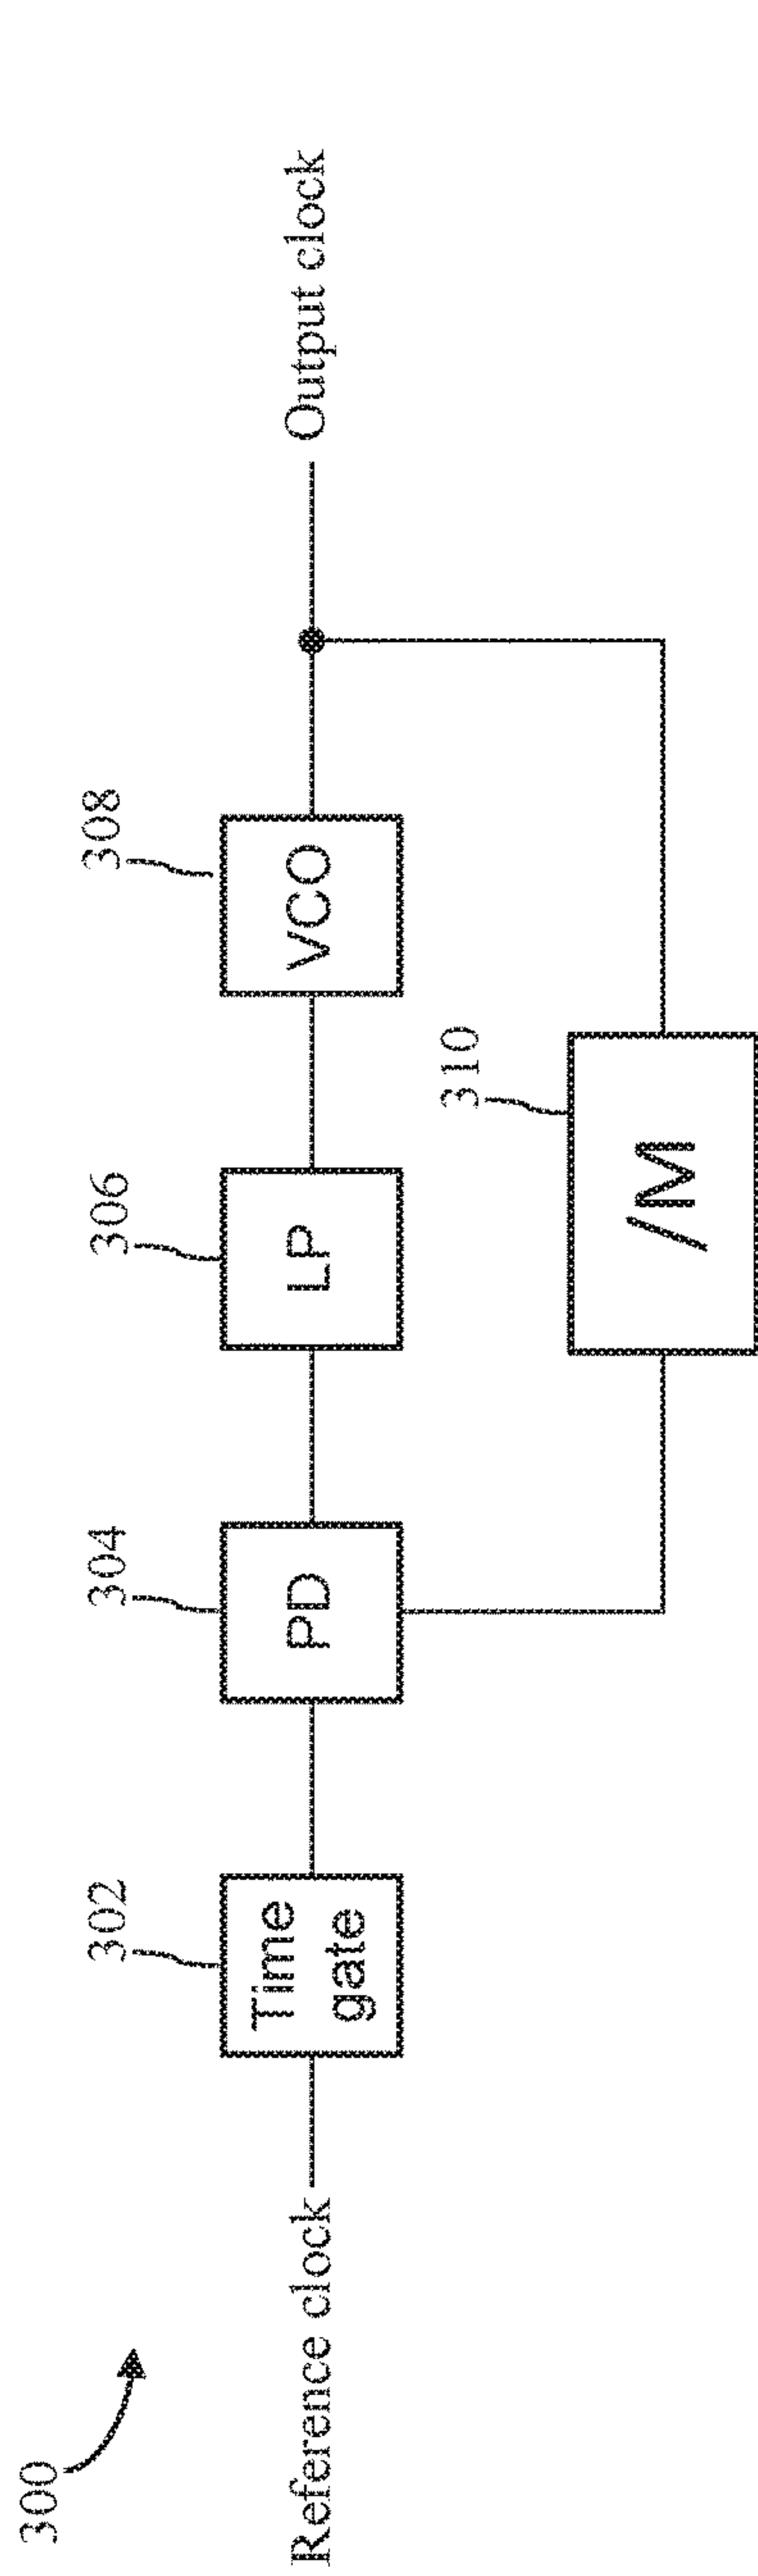 300
Reference clock
302
Time
gate
304
PD
306
LP
308
VCO
Output clock
310
/M